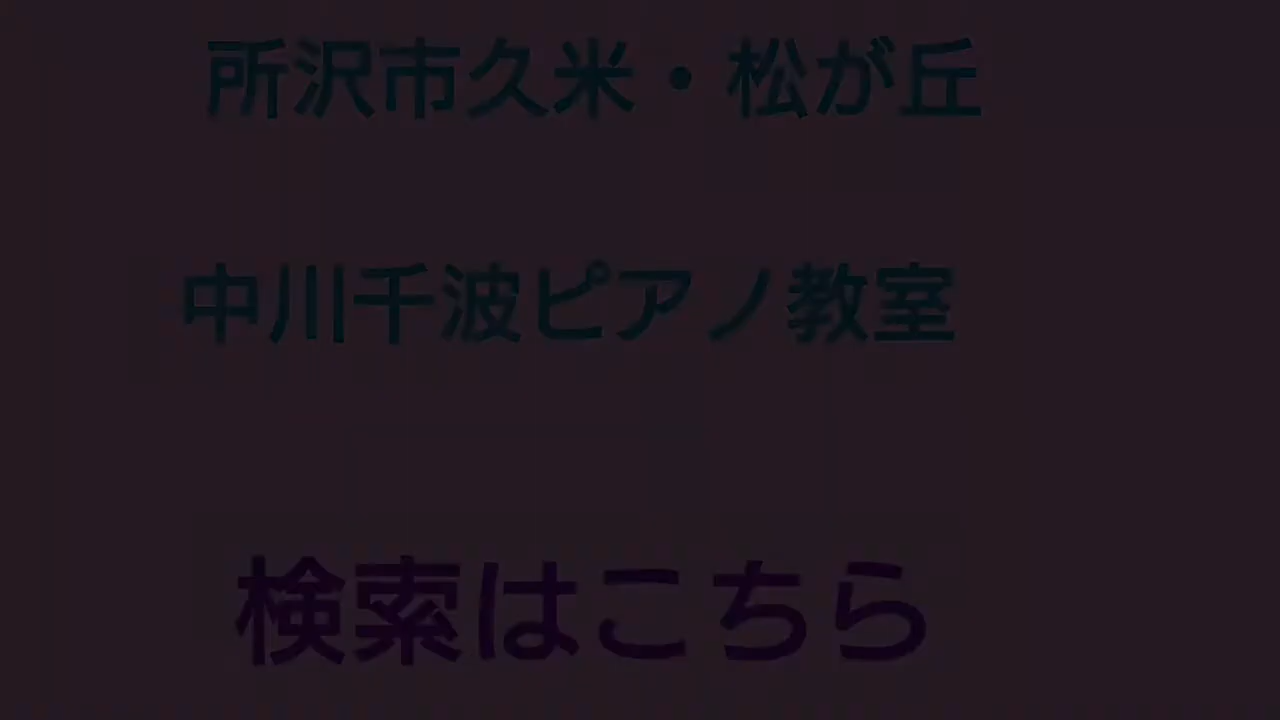 所沢市久米・松が丘
中川千波ピアノ教室
検索はこちら